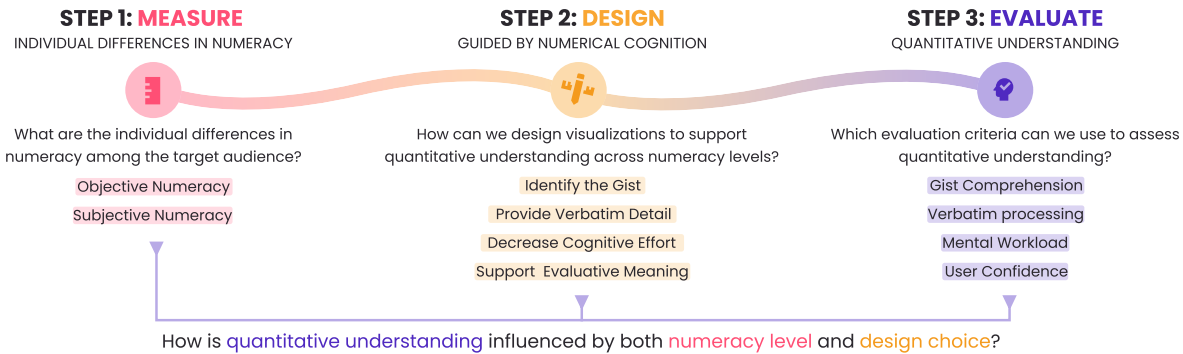 STEP 1: MEASURE
INDIVIDUAL DIFFERENCES IN NUMERACY
What are the individual differences in
numeracy among the target audience?
Objective Numeracy
Subjective Numeracy
STEP 2: DESIGN
GUIDED BY NUMERICAL COGNITION
How can we design visualizations to support
quantitative understanding across numeracy levels?
Identify the Gist
Provide Verbatim Detail
Decrease Cognitive Effort
Support Evaluative Meaning
STEP 3: EVALUATE
QUANTITATIVE UNDERSTANDING
Which evaluation criteria can we use to assess
quantitative understanding?
Gist Comprehension
Verbatim processing
Mental Workload
User Confidence
How is quantitative understanding influenced by both numeracy level and design choice?